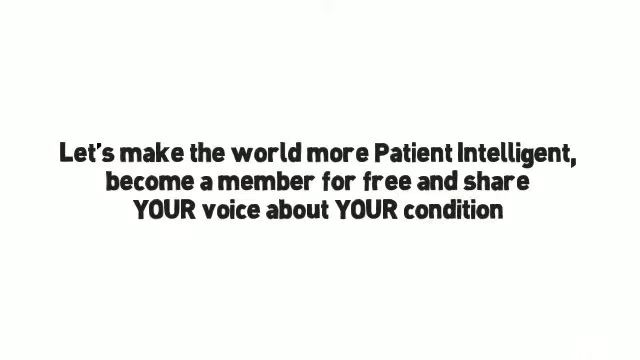 Let's make the world more Patient Intelligent,
become a member for free and share
YOUR voice about YOUR condition